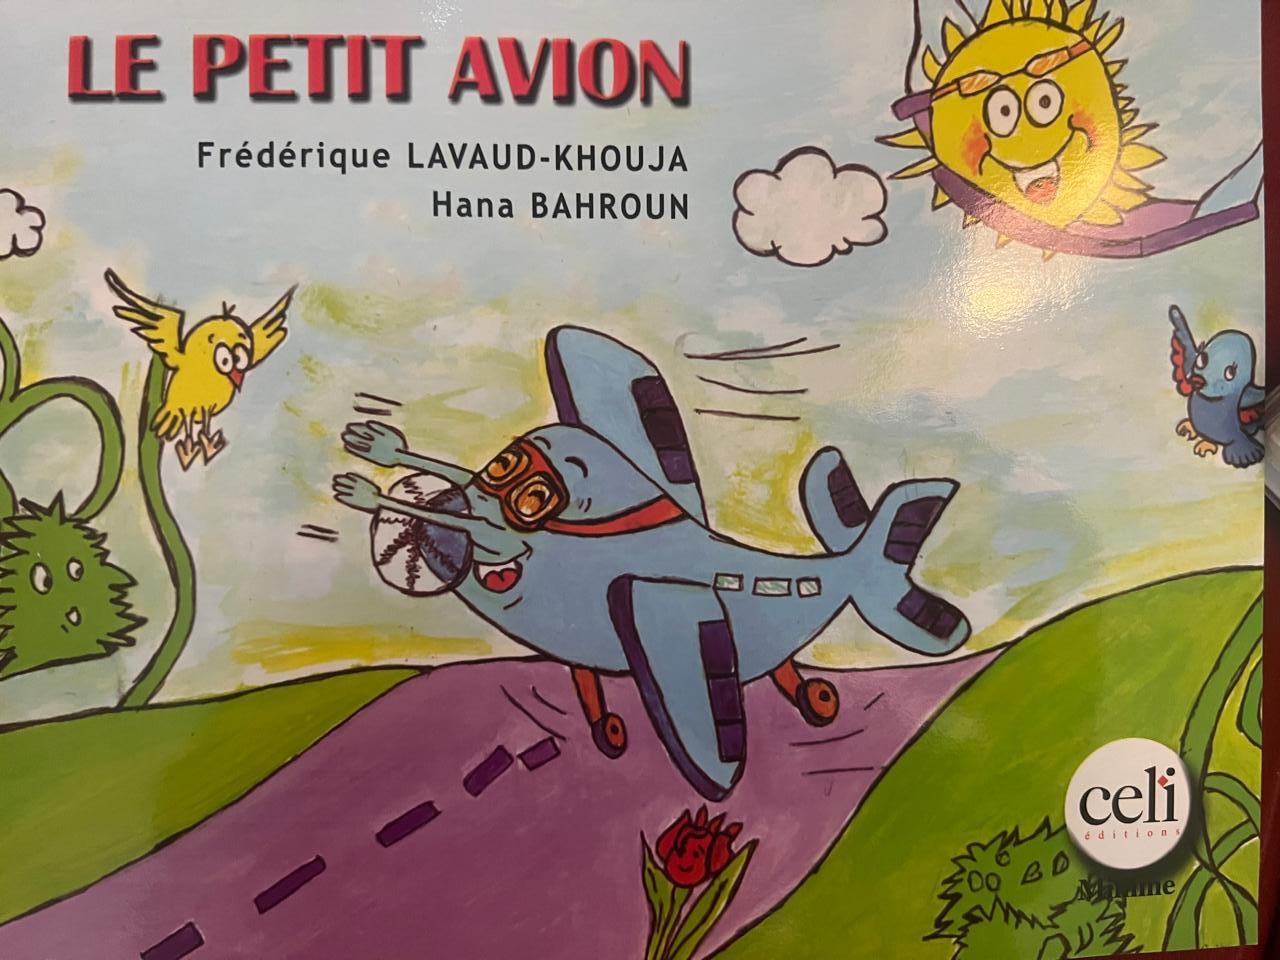 LE PETIT AVION
Frédérique LAVAUD-KHOUJA
Hana BAHROUN
celi
éditions